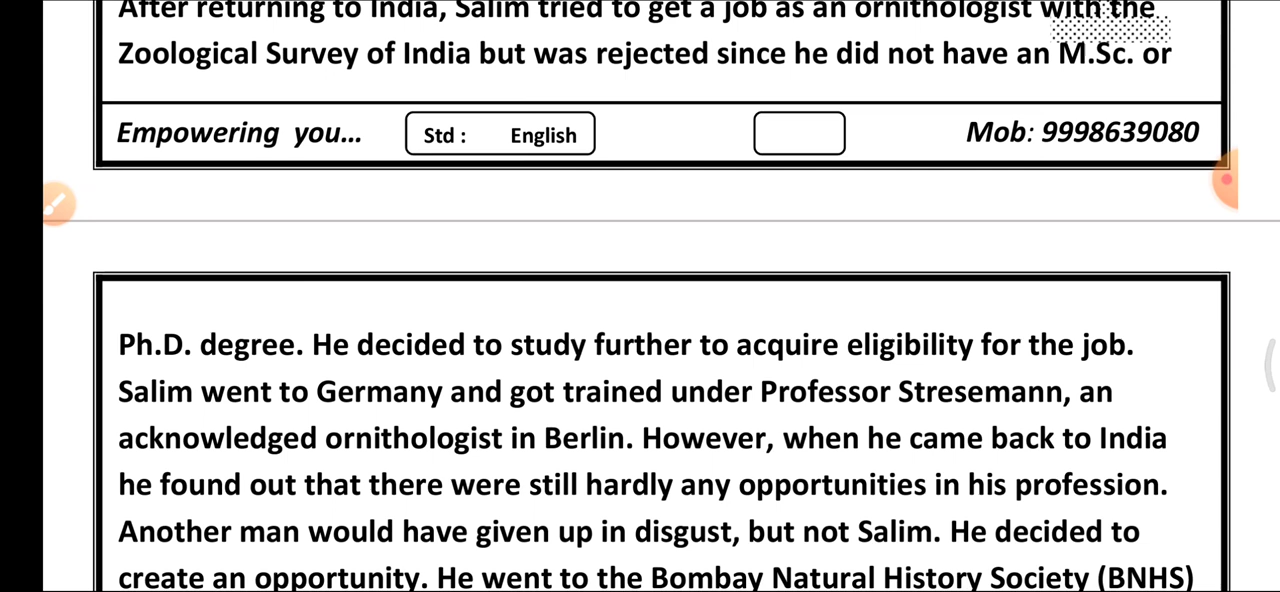 After returning to India, Salim tried to get a job as an ornithologist with the
Zoological Survey of India but was rejected since he did not have an M.Sc. or
Empowering you...
Std : English
Mob: 9998639080
Ph.D. degree. He decided to study further to acquire eligibility for the job.
Salim went to Germany and got trained under Professor Stresemann, an
acknowledged ornithologist in Berlin. However, when he came back to India
he found out that there were still hardly any opportunities in his profession.
Another man would have given up in disgust, but not Salim. He decided to
create an opportunity. He went to the Bombay Natural History Society (BNHS)